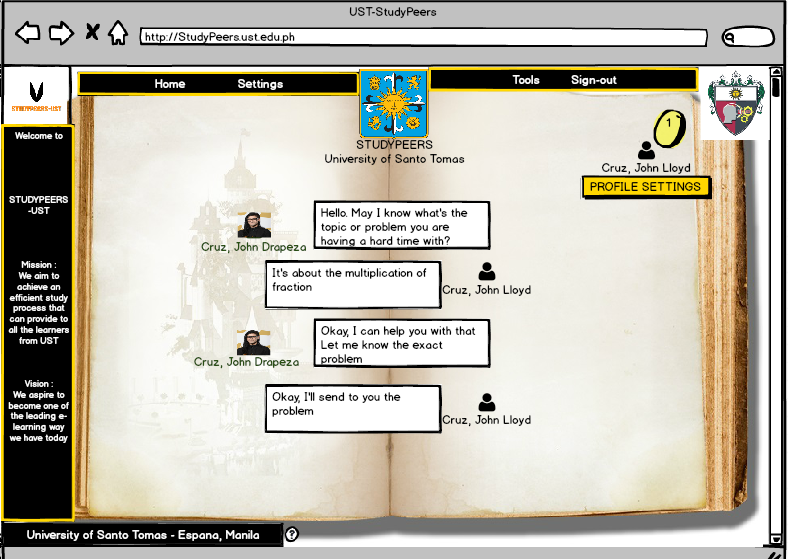 UST-StudyPeers
http://StudyPeers.ust.edu.ph
Home
Settings
Tools
Sign-out
STUDYPEERS-UST
Welcome to
STUDYPEERS
-UST
Mission :
We aim to
achieve an
efficient study
process that
can provide to
all the learners
from UST
Vision :
We aspire to
become one of
the leading e-
learning way
we have today
STUDYPEERS
University of Santo Tomas
1
Cruz, John Lloyd
PROFILE SETTINGS
Hello. May I know what's the
topic or problem you are
having a hard time with?
Cruz, John Drapeza
It's about the multiplication of
fraction
Cruz, John Lloyd
Okay, I can help you with that
Let me know the exact
problem
Cruz, John Drapeza
Okay, I'll send to you the
problem
Cruz, John Lloyd
University of Santo Tomas - Espana, Manila
?